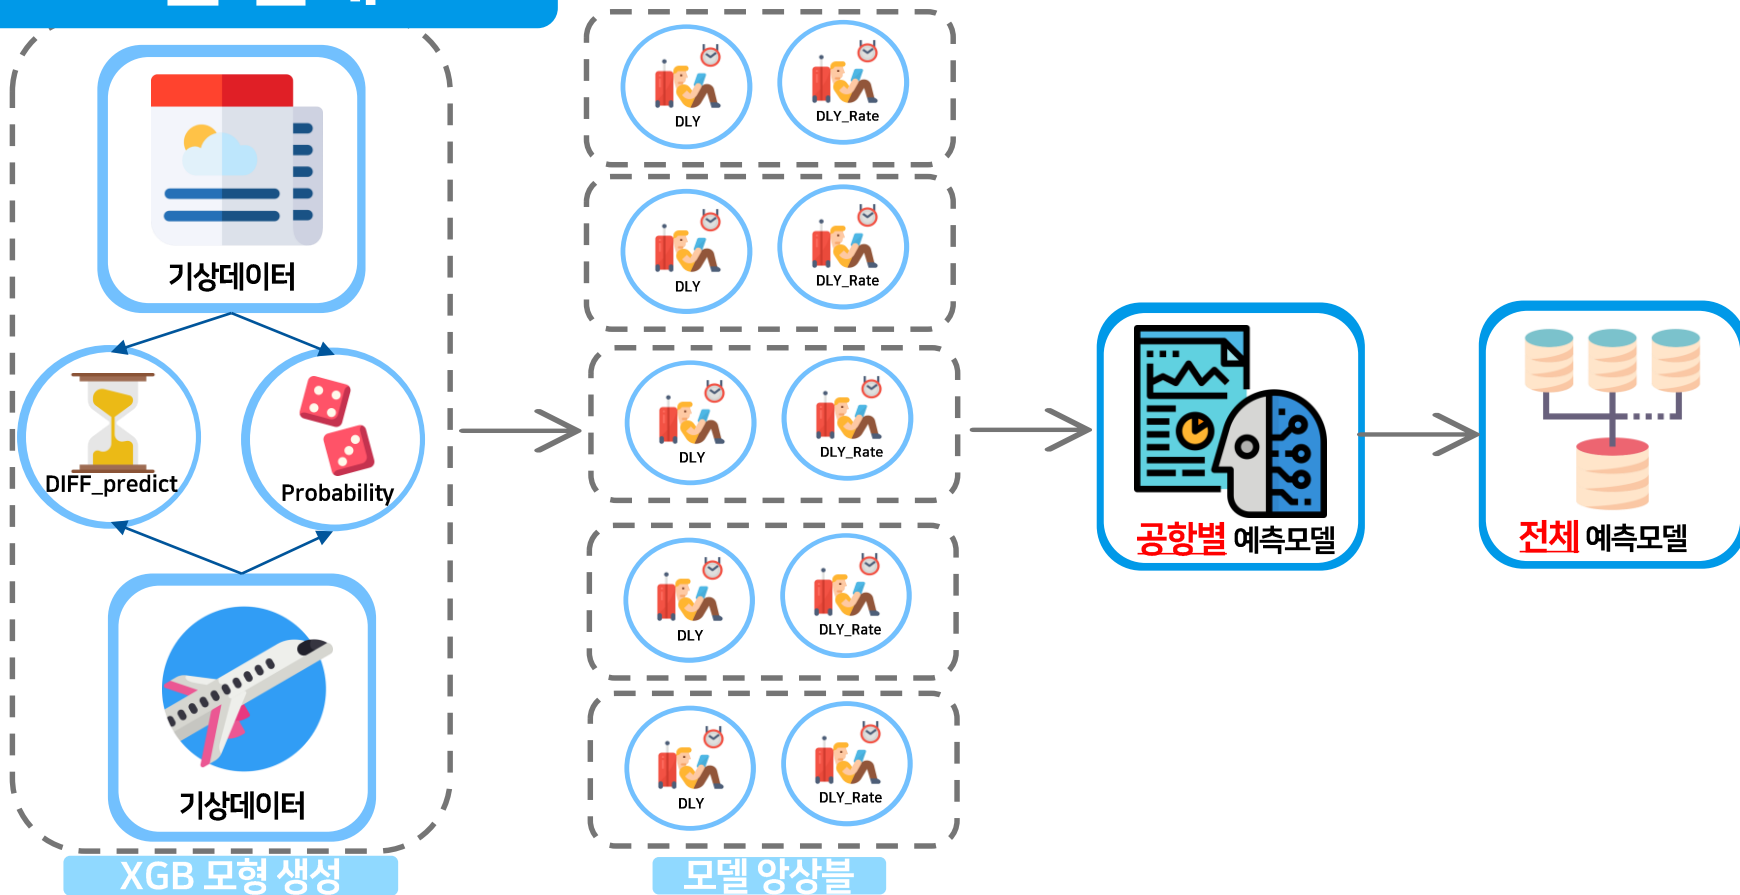 기상데이터
DIFF_predict
Probability
기상데이터
XGB 모형 생성
DLY
DLY_Rate
DLY
DLY_Rate
DLY
DLY_Rate
DLY
DLY_Rate
DLY
DLY_Rate
모델 앙상블
공항별 예측모델
전체 예측모델